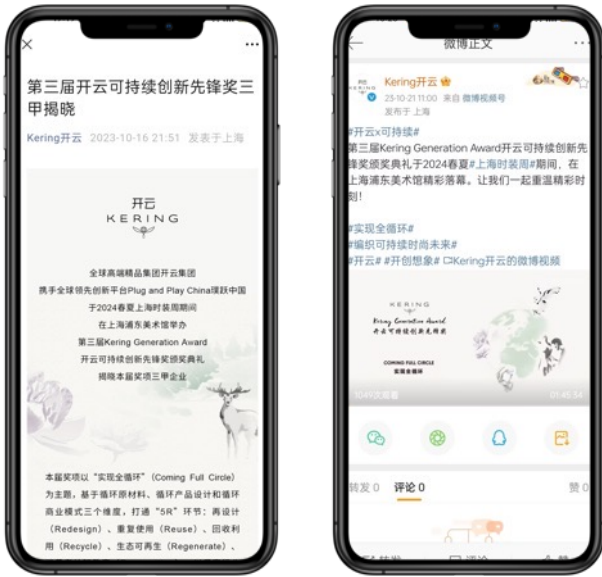 第三届开云可持续创新先锋奖三
甲揭晓
Kering开云 2023-10-16 21:51 发表于上海
开云
KERING
全球高端精品集团开云集团
携手全球领先创新平台Plug and Play China璞跃中国
于2024春夏上海时装周期间
在上海浦东美术馆举办
第三届Kering Generation Award
开云可持续创新先锋奖颁奖典礼
揭晓本届奖项三甲企业
本届奖项以“实现全循环”（Coming Full Circle）
为主题，基于循环原材料、循环产品设计和循环
商业模式三个维度，打通“5R”环节：再设计
（Redesign）、重复使用（Reuse）、回收利
用（Recycle）、生态可再生（Regenerate）、
微博正文
Kering开云
23-10-21 11:00 来自 微博视频号
发布于 上海
#开云x可持续#
第三届Kering Generation Award开云可持续创新先
锋奖颁奖典礼于2024春夏#上海时装周#期间，在
上海浦东美术馆精彩落幕。让我们一起重温精彩时
刻！
#实现全循环#
#编织可持续时尚未来#
#开云# #开创想象# Kering开云的微博视频
KERING
Kering Generation Award
开云可持续创新先锋奖
COMING FULL CIRCLE
实现全循环
1049次观看 01:45:34
转发 0 评论 0 赞 0
转发 评论 赞